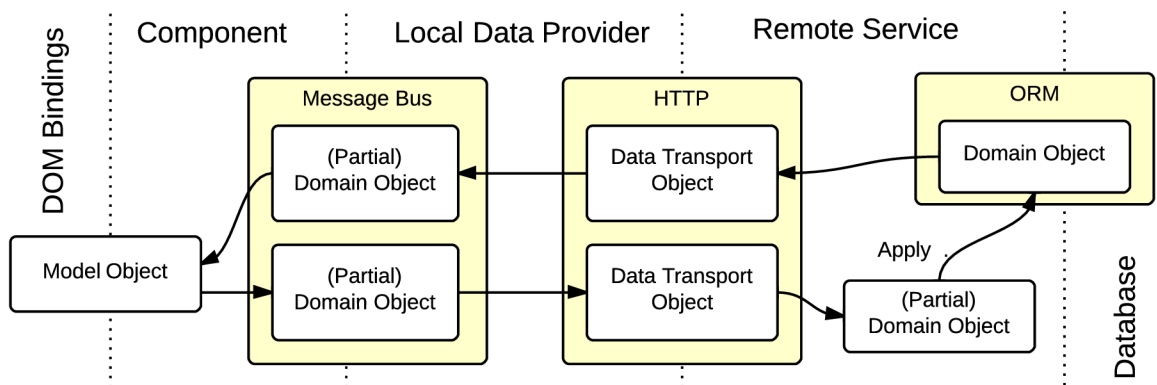 Component
Local Data Provider
Remote Service
DOM Bindings
Message Bus
HTTP
ORM
(Partial)
Domain Object
Data Transport
Object
Domain Object
Model Object
(Partial)
Domain Object
Data Transport
Object
Apply
(Partial)
Domain Object
Database